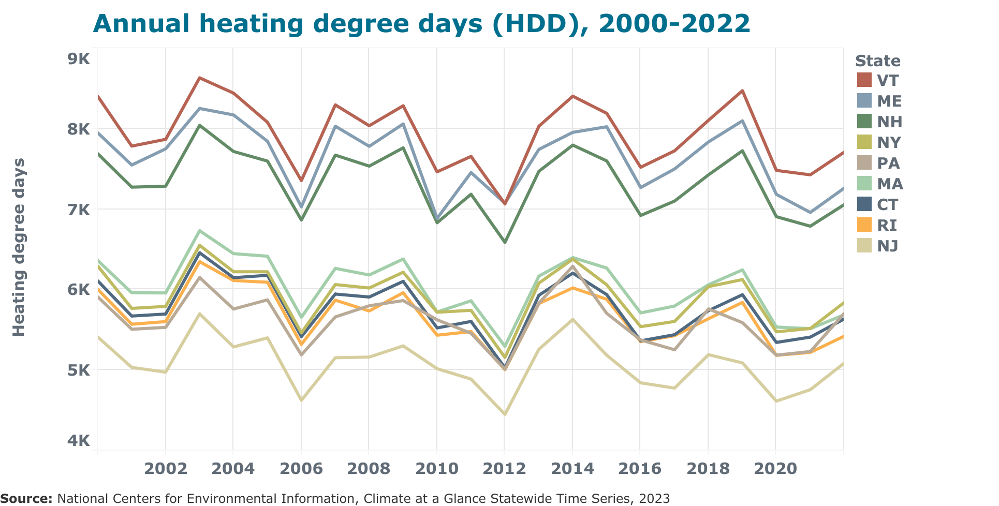 Annual heating degree days (HDD), 2000-2022
9K
8K
7K
6K
5K
4K
Heating degree days
2002 2004 2006 2008 2010 2012 2014 2016 2018 2020
State
VT
ME
NH
NY
PA
MA
CT
RI
NJ
Source: National Centers for Environmental Information, Climate at a Glance Statewide Time Series, 2023